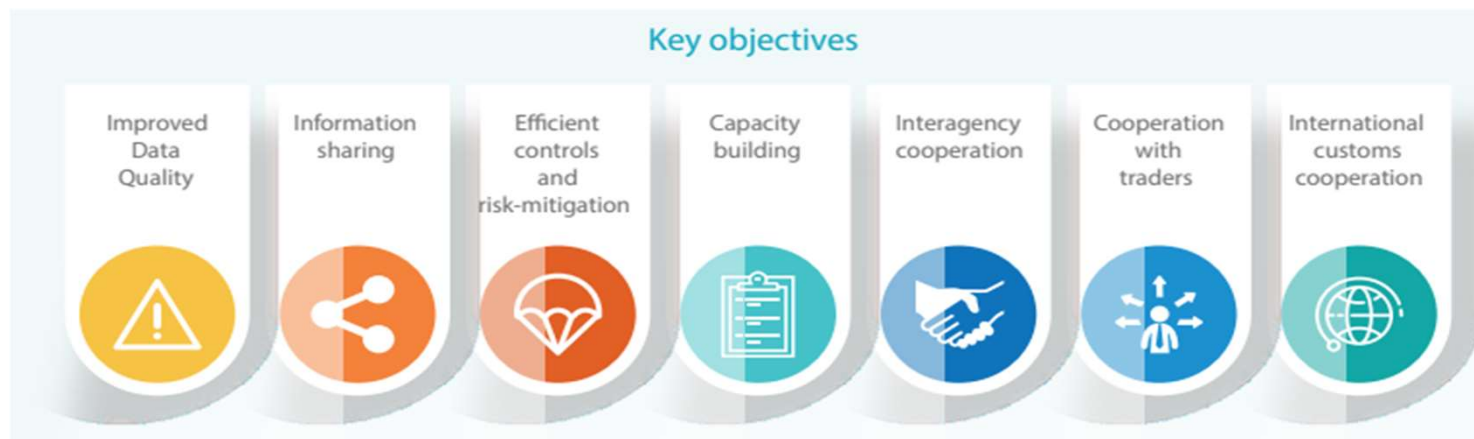 Key objectives
Improved
Data
Quality
Information
sharing
Efficient
controls
and
risk-mitigation
Capacity
building
Interagency
cooperation
Cooperation
with
traders
International
customs
cooperation